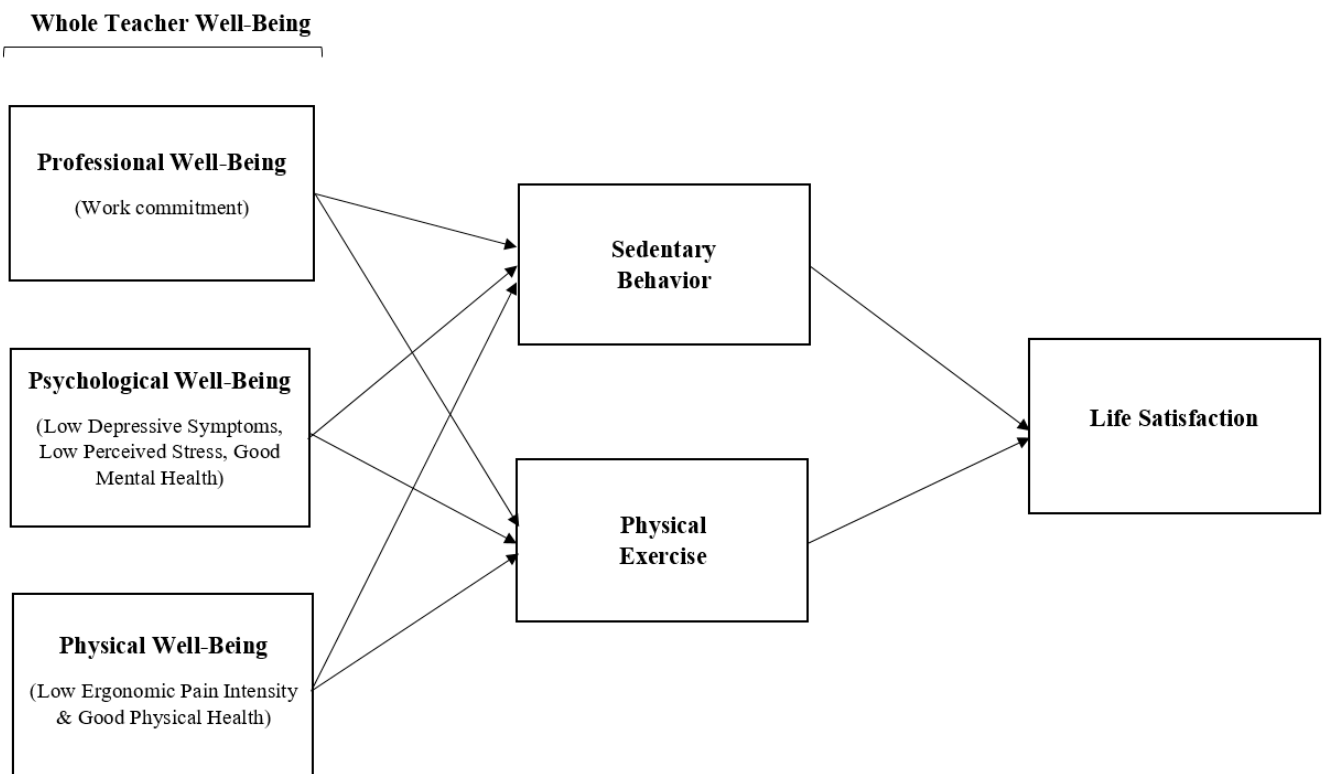 Whole Teacher Well-Being
Professional Well-Being
(Work commitment)
Psychological Well-Being
(Low Depressive Symptoms,
Low Perceived Stress, Good
Mental Health)
Physical Well-Being
(Low Ergonomic Pain Intensity
& Good Physical Health)
Sedentary
Behavior
Physical
Exercise
Life Satisfaction